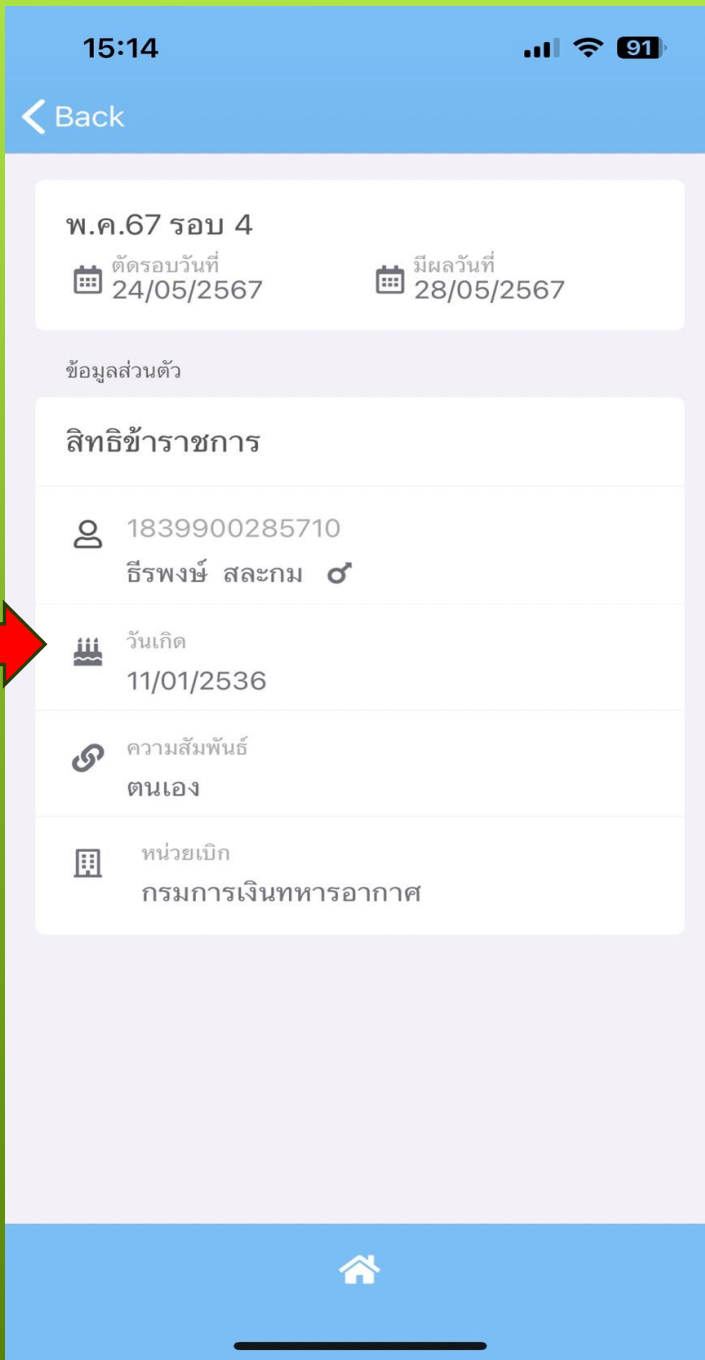 15:14
91
Back
พ.ค.67 รอบ 4
ตัดรอบวันที่
24/05/2567
มีผลวันที่
28/05/2567
ข้อมูลส่วนตัว
สิทธิข้าราชการ
1839900285710
ธีรพงษ์ สละกม
วันเกิด
11/01/2536
ความสัมพันธ์
ตนเอง
หน่วยเบิก
กรมการเงินทหารอากาศ